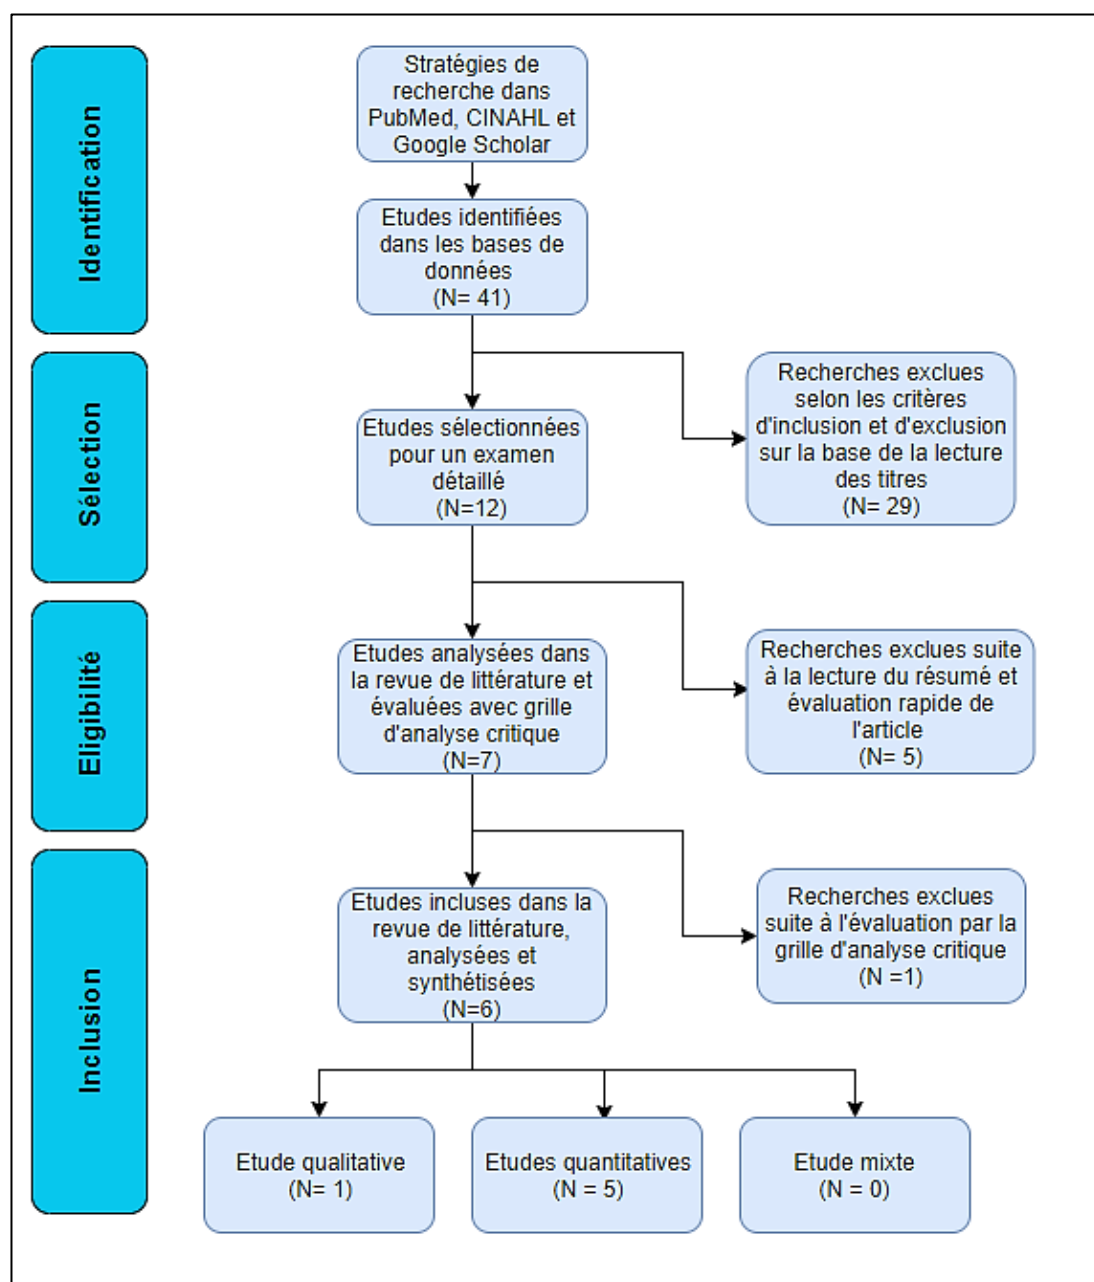 Identification
Stratégies de
recherche dans
PubMed, CINAHL et
Google Scholar
Etudes identifiées
dans les bases de
données
(N= 41)
Sélection
Recherches exclues
selon les critères
d'inclusion et d'exclusion
sur la base de la lecture
des titres
(N= 29)
Etudes sélectionnées
pour un examen
détaillé
(N=12)
Eligibilité
Etudes analysées dans
la revue de littérature et
évaluées avec grille
d'analyse critique
(N=7)
Recherches exclues suite
à la lecture du résumé et
évaluation rapide de
l'article
(N= 5)
Inclusion
Etudes incluses dans la
revue de littérature,
analysées et
synthétisées
(N=6)
Recherches exclues
suite à l'évaluation par la
grille d'analyse critique
(N =1)
Etude qualitative
(N= 1)
Etudes quantitatives
(N = 5)
Etude mixte
(N = 0)